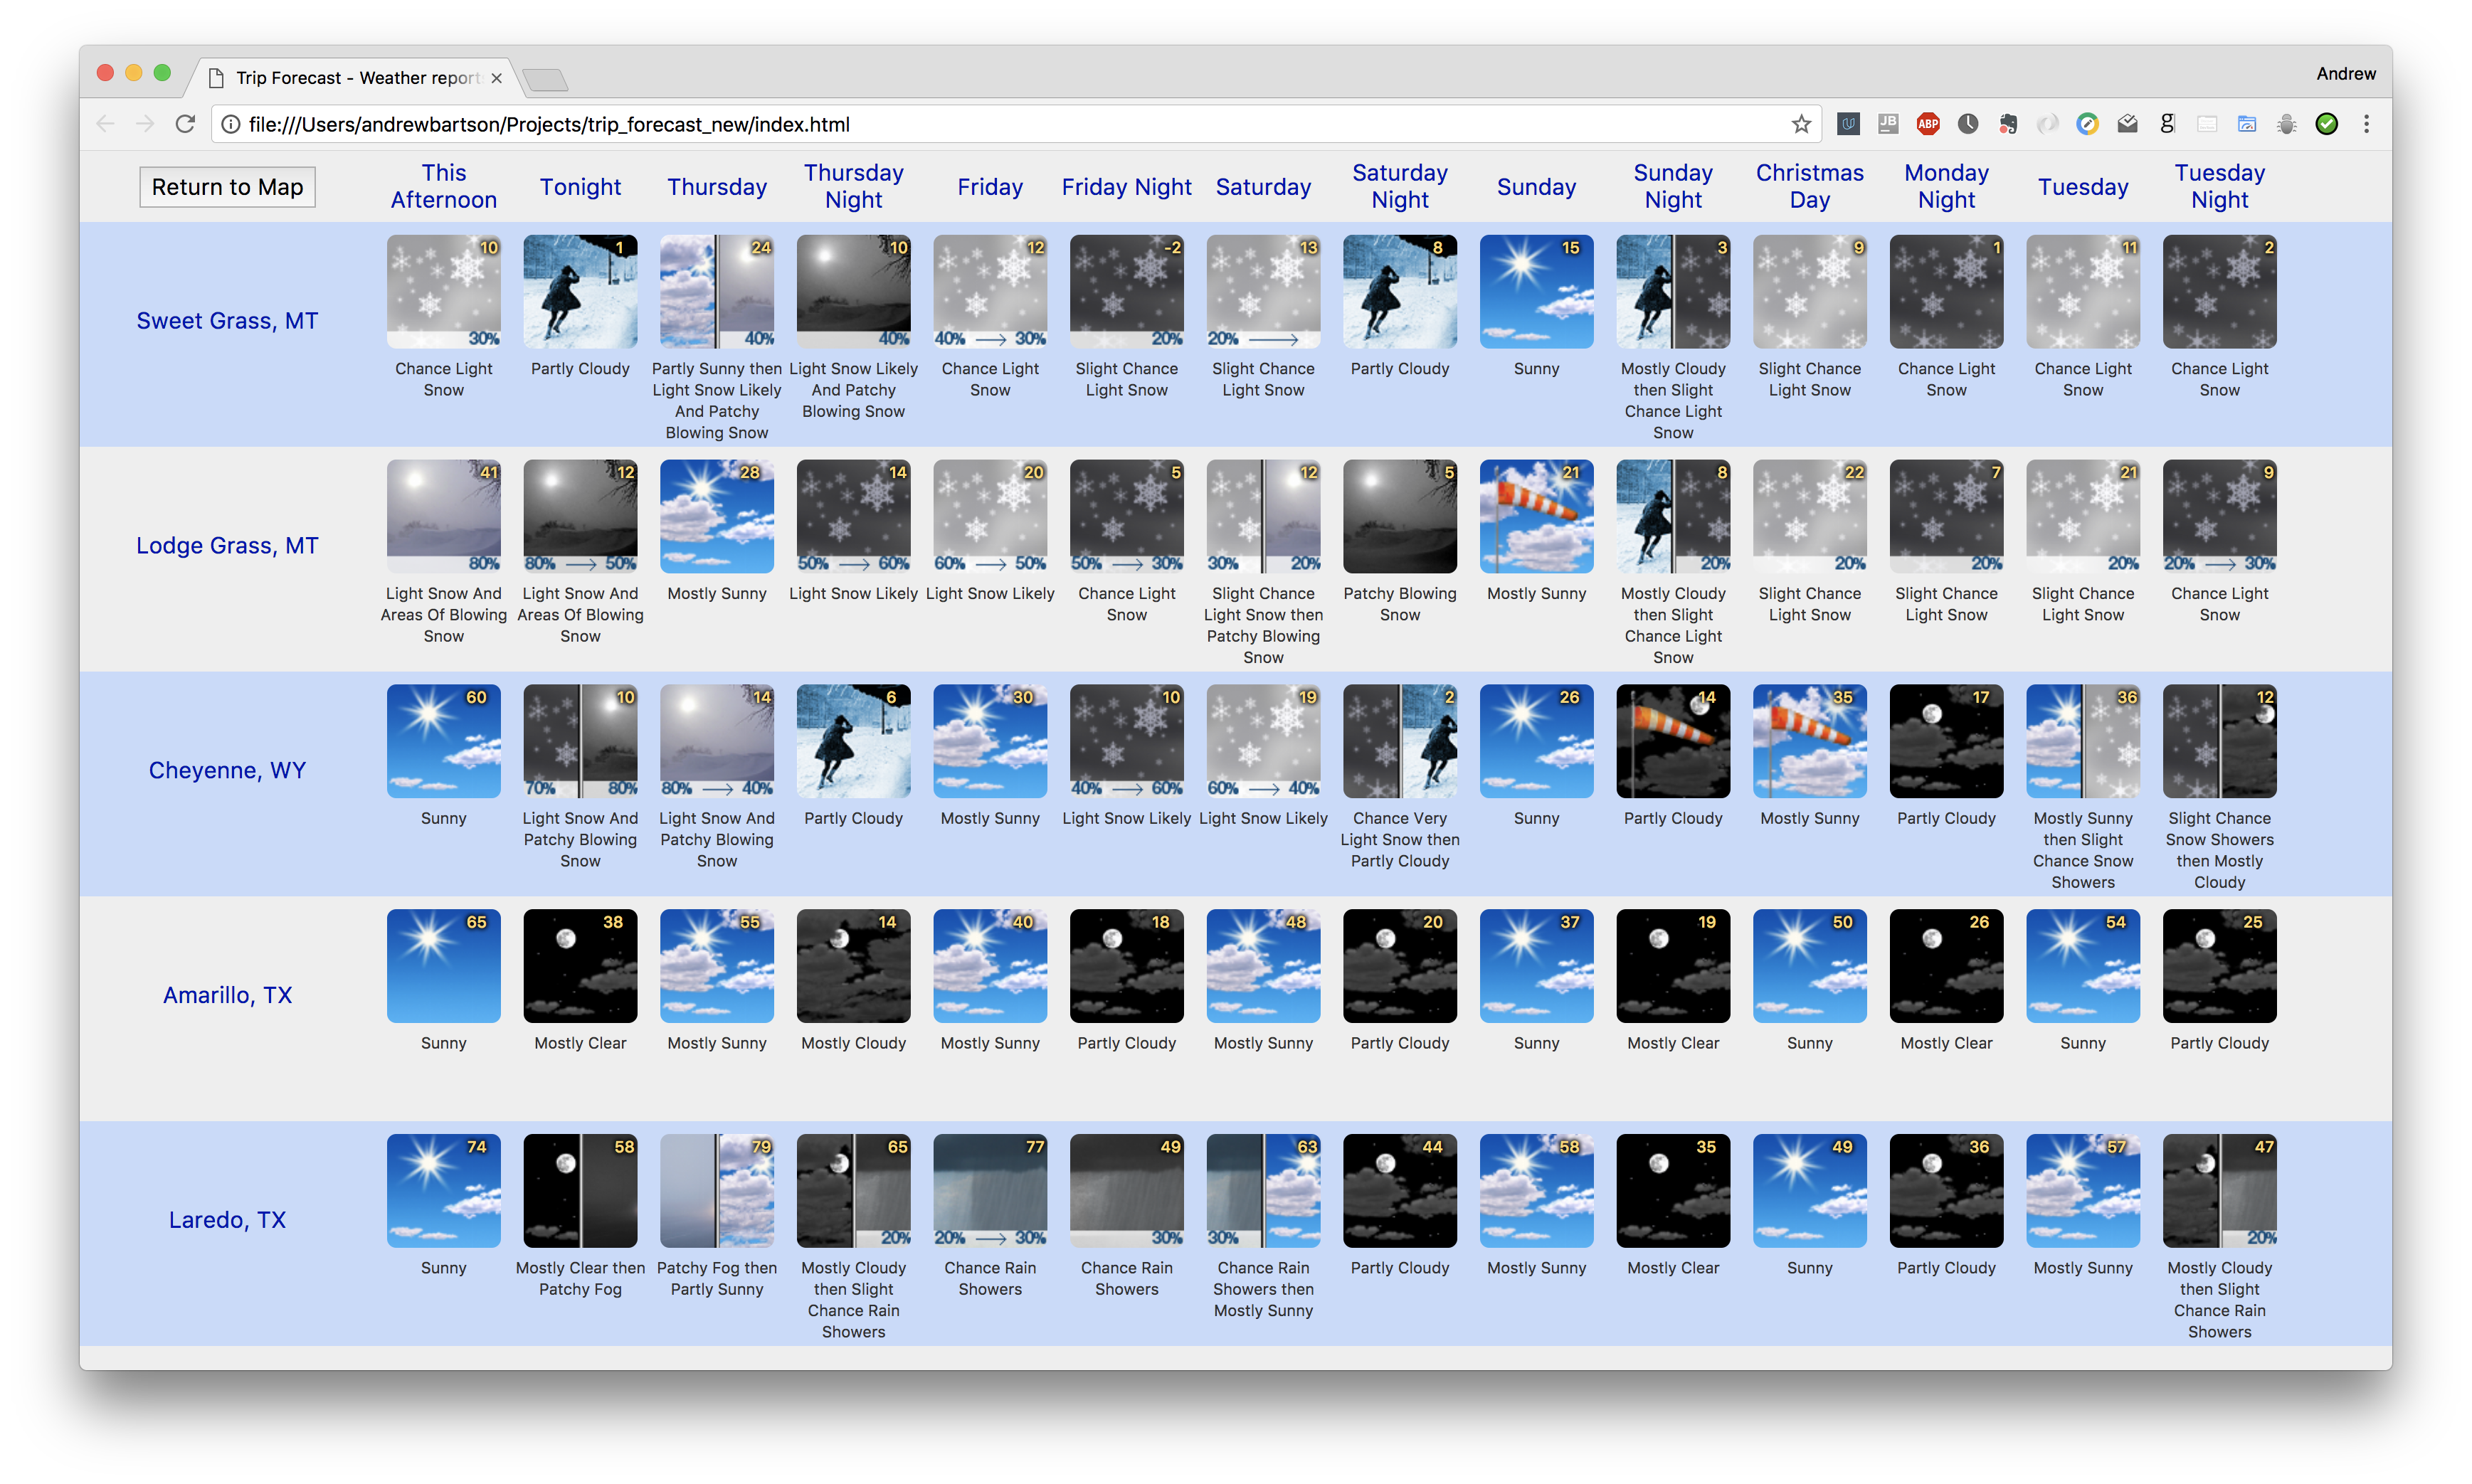 Trip Forecast - Weather report
Andrew
file:///Users/andrewbartson/Projects/trip_forecast_new/index.html
JB
ABP
g
Return to Map
This Afternoon
Tonight
Thursday
Thursday Night
Friday
Friday Night
Saturday
Saturday Night
Sunday
Sunday Night
Christmas Day
Monday Night
Tuesday
Tuesday Night
Sweet Grass, MT
10 30% Chance Light Snow
1 Partly Cloudy
24 40% Partly Sunny then Light Snow Likely And Patchy Blowing Snow
10 40% Light Snow Likely And Patchy Blowing Snow
12 40% → 30% Chance Light Snow
-2 20% Slight Chance Light Snow
13 20% → Slight Chance Light Snow
8 Partly Cloudy
15 Sunny
3 Mostly Cloudy then Slight Chance Light Snow
9 Slight Chance Light Snow
1 Chance Light Snow
11 Chance Light Snow
2 Chance Light Snow
Lodge Grass, MT
41 80% Light Snow And Areas Of Blowing Snow
12 80% → 50% Light Snow And Areas Of Blowing Snow
28 Mostly Sunny
14 50% → 60% Light Snow Likely
20 60% → 50% Light Snow Likely
5 50% → 30% Chance Light Snow
12 30% 20% Slight Chance Light Snow then Patchy Blowing Snow
5 Patchy Blowing Snow
21 Mostly Sunny
8 20% Mostly Cloudy then Slight Chance Light Snow
22 20% Slight Chance Light Snow
7 20% Slight Chance Light Snow
21 20% Slight Chance Light Snow
9 20% → 30% Chance Light Snow
Cheyenne, WY
60 Sunny
10 70% 80% Light Snow And Patchy Blowing Snow
14 80% → 40% Light Snow And Patchy Blowing Snow
6 Partly Cloudy
30 Mostly Sunny
10 40% → 60% Light Snow Likely
19 60% → 40% Light Snow Likely
2 Chance Very Light Snow then Partly Cloudy
26 Sunny
14 Partly Cloudy
35 Mostly Sunny
17 Partly Cloudy
36 Mostly Sunny then Slight Chance Snow Showers
12 Slight Chance Snow Showers then Mostly Cloudy
Amarillo, TX
65 Sunny
38 Mostly Clear
55 Mostly Sunny
14 Mostly Cloudy
40 Mostly Sunny
18 Partly Cloudy
48 Mostly Sunny
20 Partly Cloudy
37 Sunny
19 Mostly Clear
50 Sunny
26 Mostly Clear
54 Sunny
25 Partly Cloudy
Laredo, TX
74 Sunny
58 Mostly Clear then Patchy Fog
79 Patchy Fog then Partly Sunny
65 20% Mostly Cloudy then Slight Chance Rain Showers
77 20% → 30% Chance Rain Showers
49 30% Chance Rain Showers
63 30% Chance Rain Showers then Mostly Sunny
44 Partly Cloudy
58 Mostly Sunny
35 Mostly Clear
49 Sunny
36 Partly Cloudy
57 Mostly Sunny
47 20% Mostly Cloudy then Slight Chance Rain Showers